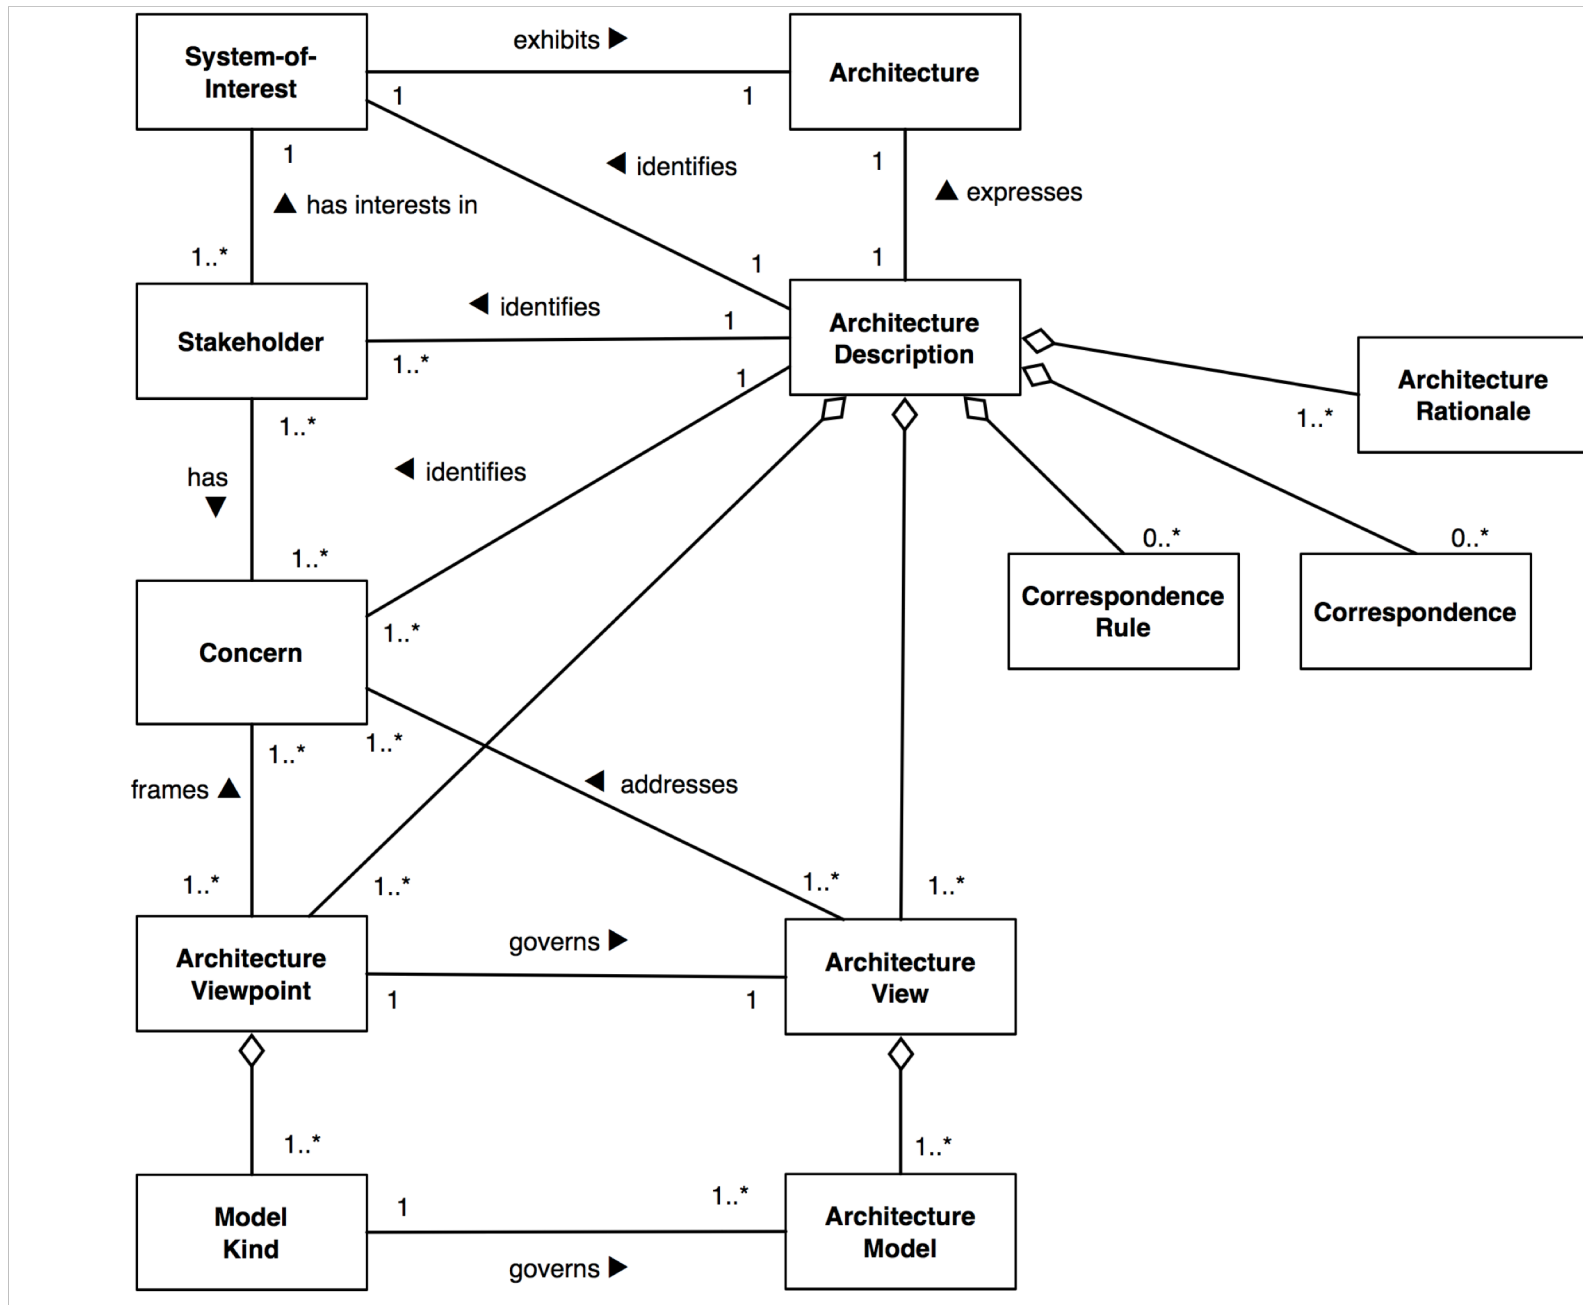 System-of-
Interest
exhibits ▶
Architecture
1
1
1
◀ identifies
1
▲ has interests in
▲ expresses
1..*
1
1
Stakeholder
◀ identifies
1
1..*
Architecture
Description
1
Architecture
Rationale
1..*
1..*
has
▼
◀ identifies
1..*
0..*
0..*
Concern
1..*
Correspondence
Rule
Correspondence
1..*
1..*
frames ▲
◀ addresses
1..*
1..*
1..*
1..*
Architecture
Viewpoint
governs ▶
1
1
Architecture
View
1..*
1..*
Model
Kind
1
1..*
governs ▶
Architecture
Model